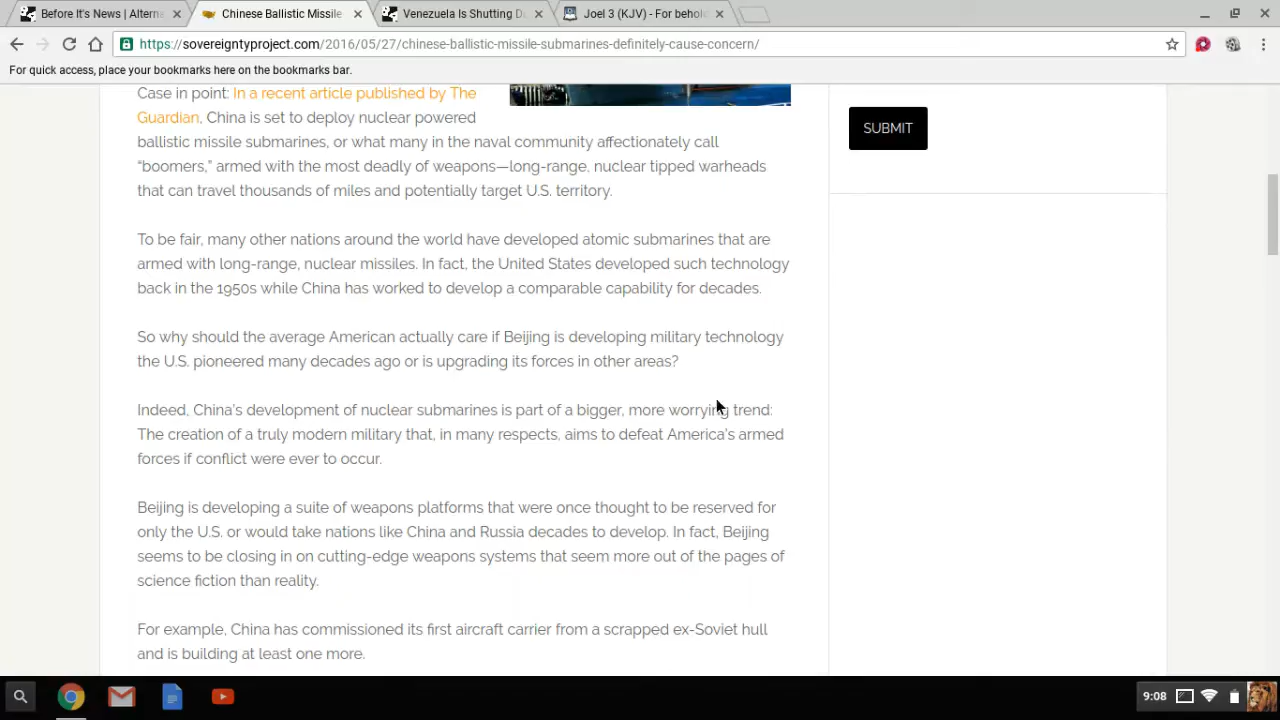 Before It's News | Altern
Chinese Ballistic Missile
Venezuela Is Shutting D
Joel 3 (KJV) - For behol
https://sovereigntyproject.com/2016/05/27/chinese-ballistic-missile-submarines-definitely-cause-concern/
For quick access, place your bookmarks here on the bookmarks bar.
Case in point: In a recent article published by The
Guardian, China is set to deploy nuclear powered
ballistic missile submarines, or what many in the naval community affectionately call
“boomers,” armed with the most deadly of weapons—long-range, nuclear tipped warheads
that can travel thousands of miles and potentially target U.S. territory.
To be fair, many other nations around the world have developed atomic submarines that are
armed with long-range, nuclear missiles. In fact, the United States developed such technology
back in the 1950s while China has worked to develop a comparable capability for decades.
So why should the average American actually care if Beijing is developing military technology
the U.S. pioneered many decades ago or is upgrading its forces in other areas?
Indeed, China’s development of nuclear submarines is part of a bigger, more worrying trend:
The creation of a truly modern military that, in many respects, aims to defeat America’s armed
forces if conflict were ever to occur.
Beijing is developing a suite of weapons platforms that were once thought to be reserved for
only the U.S. or would take nations like China and Russia decades to develop. In fact, Beijing
seems to be closing in on cutting-edge weapons systems that seem more out of the pages of
science fiction than reality.
For example, China has commissioned its first aircraft carrier from a scrapped ex-Soviet hull
and is building at least one more.
SUBMIT
9:08